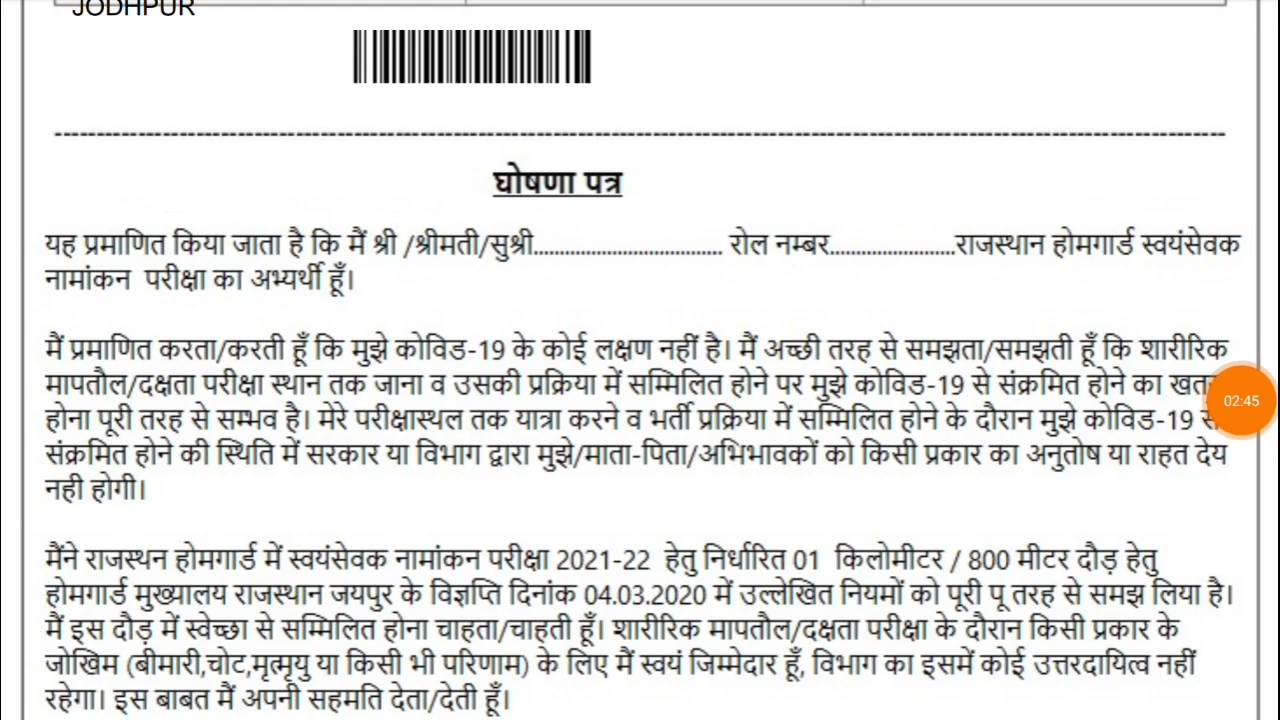 JODHPUR
घोषणा पत्र
यह प्रमाणित किया जाता है कि मैं श्री /श्रीमती/सुश्री.................................... रोल नम्बर........................राजस्थान होमगार्ड स्वयंसेवक
नामांकन परीक्षा का अभ्यर्थी हूँ।
मैं प्रमाणित करता/करती हूँ कि मुझे कोविड-19 के कोई लक्षण नहीं है। मैं अच्छी तरह से समझता/समझती हूँ कि शारीरिक
मापतौल/दक्षता परीक्षा स्थान तक जाना व उसकी प्रक्रिया में सम्मिलित होने पर मुझे कोविड-19 से संक्रमित होने का
02:45
होना पूरी तरह से सम्भव है। मेरे परीक्षास्थल तक यात्रा करने व भर्ती प्रक्रिया में सम्मिलित होने के दौरान मुझे कोविड-19
संक्रमित होने की स्थिति में सरकार या विभाग द्वारा मुझे/माता-पिता/अभिभावकों को किसी प्रकार का अनुतोष या राहत देय
नही होगी।
मैंने राजस्थन होमगार्ड में स्वयंसेवक नामांकन परीक्षा 2021-22 हेतु निर्धारित 01 किलोमीटर / 800 मीटर दौड़ हेतु
होमगार्ड मुख्यालय राजस्थान जयपुर के विज्ञप्ति दिनांक 04.03.2020 में उल्लेखित नियमों को पूरी पू तरह से समझ लिया है।
मैं इस दौड़ में स्वेच्छा से सम्मिलित होना चाहता/चाहती हूँ। शारीरिक मापतौल/दक्षता परीक्षा के दौरान किसी प्रकार के
जोखिम (बीमारी,चोट,मृत्मृयु या किसी भी परिणाम) के लिए मैं स्वयं जिम्मेदार हूँ, विभाग का इसमें कोई उत्तरदायित्व नहीं
रहेगा। इस बाबत मैं अपनी सहमति देता/देती हूँ।